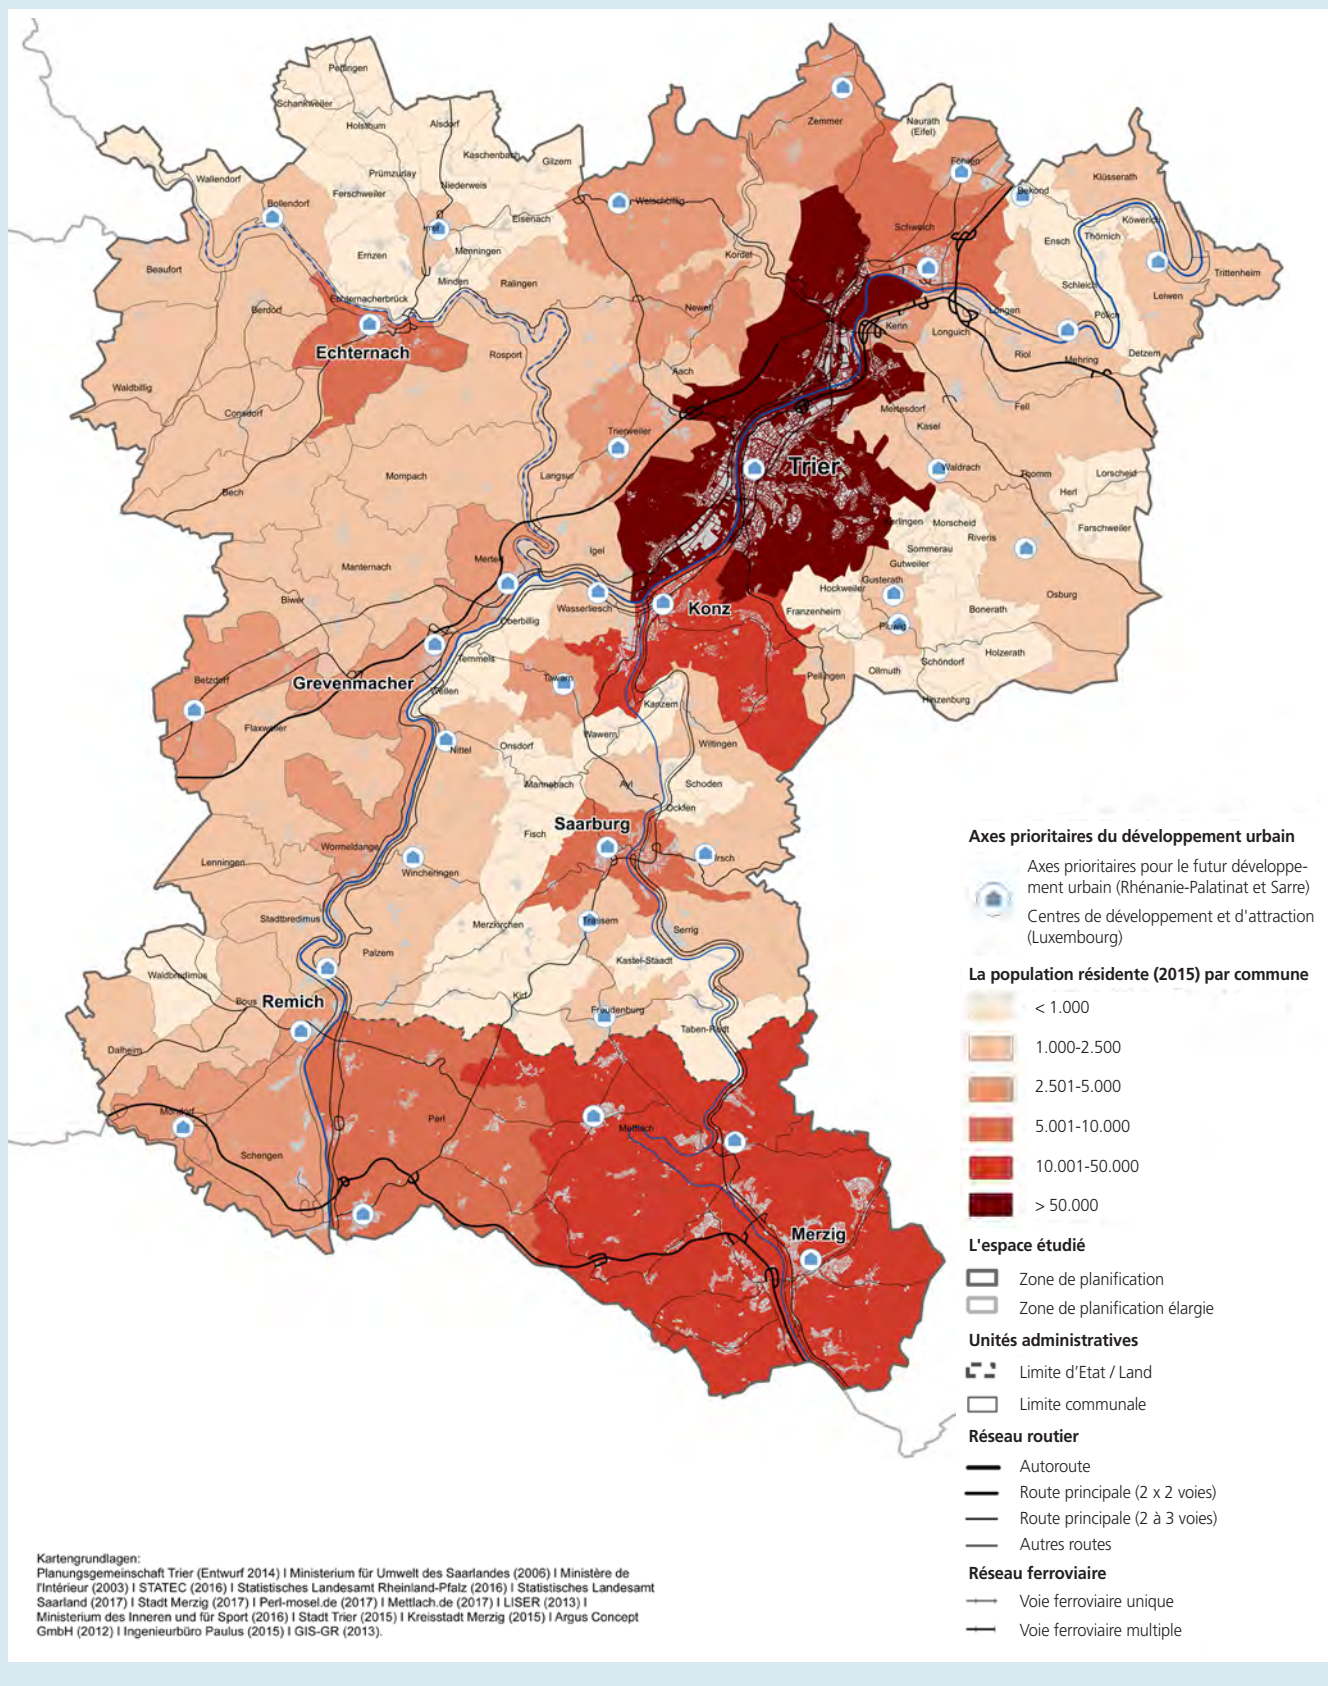 Peffingen
Schankweiler
Holsthum
Alsdorf
Kaschenbach
Gilzem
Wallendorf
Prümzurlay
Niederweis
Ferschweiler
Bollendorf
Irrel
Eisenach
Welschbillig
Zemmer
Naurath
(Eifel)
Föhren
Bekond
Klüsserath
Köwerich
Ensch
Thörnich
Schweich
Kordel
Trittenheim
Beaufort
Ernzen
Menningen
Minden
Ralingen
Schleich
Leiwen
Berdorf
Echternacherbrück
Newel
Kenn
Longuich
Longen
Pölich
Echternach
Rosport
Aach
Riol
Mehring
Detzem
Waldbillig
Consdorf
Trierweiler
Mertesdorf
Kasel
Fell
Mompach
Langsur
Trier
Waldrach
Thomm
Lorscheid
Herl
Bech
Korlingen
Morscheid
Riveris
Farschweiler
Sommerau
Gutweiler
Manternach
Mertert
Igel
Gusterath
Hockweiler
Osburg
Biwer
Wasserliesch
Konz
Franzenheim
Bonerath
Oberbillig
Pluwig
Temmels
Holzerath
Schöndorf
Betzdorf
Grevenmacher
Wellen
Tawern
Pellingen
Ollmuth
Hinzenburg
Kanzem
Flaxweiler
Nittel
Onsdorf
Wawern
Wiltingen
Mannebach
Ayl
Schoden
Ockfen
Saarburg
Fisch
Wormeldange
Irsch
Lenningen
Wincheringen
Stadtbredimus
Merzkirchen
Trassem
Serrig
Palzem
Kastel-Staadt
Waldbredimus
Bous
Remich
Kirf
Freudenburg
Taben-Rodt
Dalheim
Mondorf
Perl
Mettlach
Schengen
Merzig
Axes prioritaires du développement urbain
Axes prioritaires pour le futur développe-
ment urbain (Rhénanie-Palatinat et Sarre)
Centres de développement et d'attraction
(Luxembourg)
La population résidente (2015) par commune
< 1.000
1.000-2.500
2.501-5.000
5.001-10.000
10.001-50.000
> 50.000
L'espace étudié
Zone de planification
Zone de planification élargie
Unités administratives
Limite d’Etat / Land
Limite communale
Réseau routier
Autoroute
Route principale (2 x 2 voies)
Route principale (2 à 3 voies)
Autres routes
Réseau ferroviaire
Voie ferroviaire unique
Voie ferroviaire multiple
Kartengrundlagen:
Planungsgemeinschaft Trier (Entwurf 2014) I Ministerium für Umwelt des Saarlandes (2006) I Ministère de
l'Intérieur (2003) I STATEC (2016) I Statistisches Landesamt Rheinland-Pfalz (2016) I Statistisches Landesamt
Saarland (2017) I Stadt Merzig (2017) I Perl-mosel.de (2017) I Mettlach.de (2017) I LISER (2013) I
Ministerium des Inneren und für Sport (2016) I Stadt Trier (2015) I Kreisstadt Merzig (2015) I Argus Concept
GmbH (2012) I Ingenieurbüro Paulus (2015) I GIS-GR (2013).